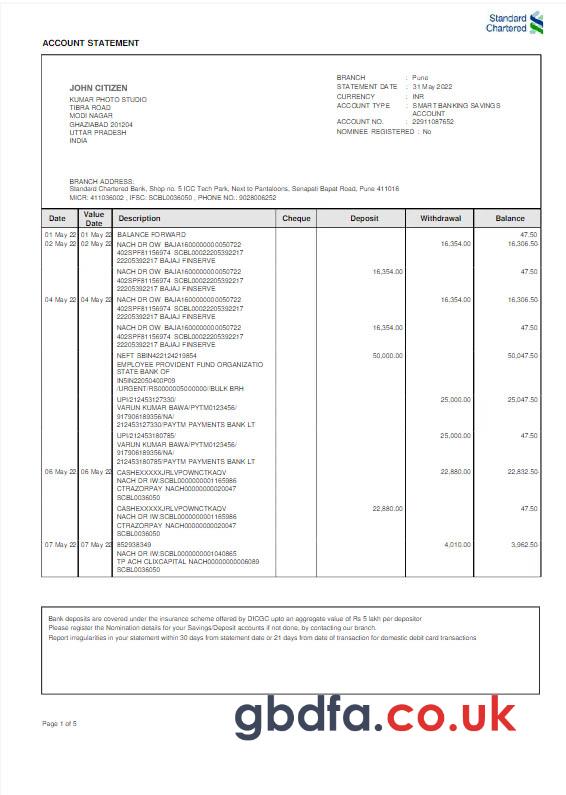 Standard
Chartered
ACCOUNT STATEMENT
JOHN CITIZEN
KUMAR PHOTO STUDIO
TIBRA ROAD
MODI NAGAR
GHAZIABAD 201204
UTTAR PRADESH
INDIA
BRANCH : Pune
STATEMENT DATE : 31 May 2022
CURRENCY : INR
ACCOUNT TYPE : SMARTBANKING SAVINGS
ACCOUNT
ACCOUNT NO. : 22911087652
NOMINEE REGISTERED : No
BRANCH ADDRESS:
Standard Chartered Bank, Shop no. 5 ICC Tech Park, Next to Pantaloons, Senapati Bapat Road, Pune 411016
MICR: 411036002 ; IFSC: SCBL0036050 ; PHONE NO.: 9028006252
Date Value Date Description Cheque Deposit Withdrawal Balance
01 May 22 01 May 22 BALANCE FORWARD 47.50
02 May 22 02 May 22 NACH DR OW BAJA1600000000050722 16,354.00 16,306.50-
402SPF81156974 SCBL00022205392217
22205392217 BAJAJ FINSERVE
NACH DR OW BAJA1600000000050722 16,354.00 47.50
402SPF81156974 SCBL00022205392217
22205392217 BAJAJ FINSERVE
04 May 22 04 May 22 NACH DR OW BAJA1600000000050722 16,354.00 16,306.50-
402SPF81156974 SCBL00022205392217
22205392217 BAJAJ FINSERVE
NACH DR OW BAJA1600000000050722 16,354.00 47.50
402SPF81156974 SCBL00022205392217
22205392217 BAJAJ FINSERVE
NEFT SBIN422124219854 50,000.00 50,047.50
EMPLOYEE PROVIDENT FUND ORGANIZATIO
STATE BANK OF
INSIN22050400P09
/URGENT/RS0000005000000/BULK BRH
UPI/212453127330/ 25,000.00 25,047.50
VARUN KUMAR BAWA/PYTM0123456/
917906189356/NA/
212453127330/PAYTM PAYMENTS BANK LT
UPI/212453180785/ 25,000.00 47.50
VARUN KUMAR BAWA/PYTM0123456/
917906189356/NA/
212453180785/PAYTM PAYMENTS BANK LT
06 May 22 06 May 22 CASHEXXXXXJRLVPOWNCTKAQV 22,880.00 22,832.50-
NACH DR IW:SCBL0000000001165986
CTRAZORPAY NACH00000000020047
SCBL0036050
CASHEXXXXXJRLVPOWNCTKAQV 22,880.00 47.50
NACH DR IW:SCBL0000000001165986
CTRAZORPAY NACH00000000020047
SCBL0036050
07 May 22 07 May 22 852938349 4,010.00 3,962.50-
NACH DR IW:SCBL0000000001040865
TP ACH CLIXCAPITAL NACH00000000006089
SCBL0036050
Bank deposits are covered under the insurance scheme offered by DICGC upto an aggregate value of Rs 5 lakh per depositor
Please register the Nomination details for your Savings/Deposit accounts if not done, by contacting our branch.
Report irregularities in your statement within 30 days from statement date or 21 days from date of transaction for domestic debit card transactions
Page 1 of 5
gbdfa.co.uk